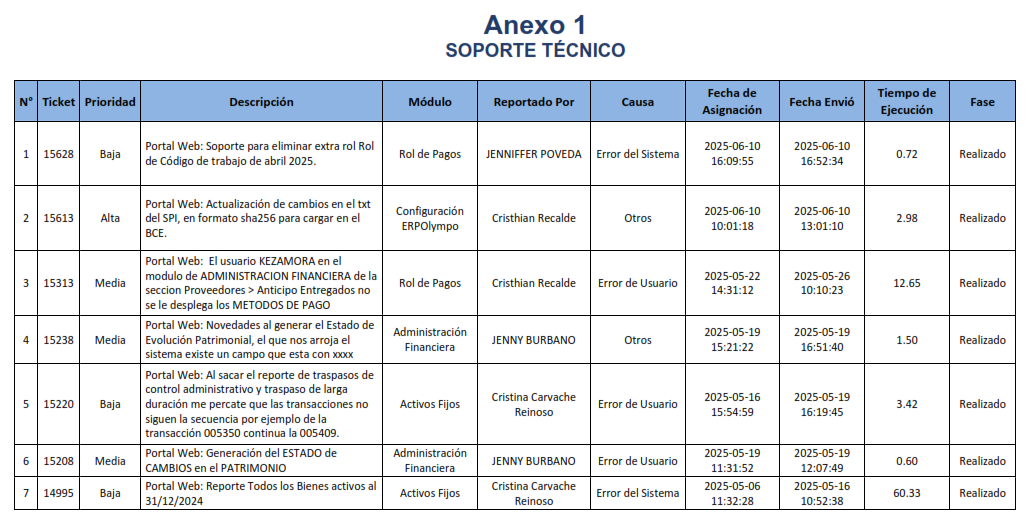 Anexo 1
SOPORTE TÉCNICO
N° Ticket Prioridad Descripción Módulo Reportado Por Causa Fecha de Asignación Fecha Envió Tiempo de Ejecución Fase
1 15628 Baja Portal Web: Soporte para eliminar extra rol Rol de Código de trabajo de abril 2025. Rol de Pagos JENNIFFER POVEDA Error del Sistema 2025-06-10 16:09:55 2025-06-10 16:52:34 0.72 Realizado
2 15613 Alta Portal Web: Actualización de cambios en el txt del SPI, en formato sha256 para cargar en el BCE. Configuración ERPOlympo Cristhian Recalde Otros 2025-06-10 10:01:18 2025-06-10 13:01:10 2.98 Realizado
3 15313 Media Portal Web:  El usuario KEZAMORA en el modulo de ADMINISTRACION FINANCIERA de la seccion Proveedores > Anticipo Entregados no se le desplega los METODOS DE PAGO Rol de Pagos Cristhian Recalde Error de Usuario 2025-05-22 14:31:12 2025-05-26 10:10:23 12.65 Realizado
4 15238 Media Portal Web: Novedades al generar el Estado de Evolución Patrimonial, el que nos arroja el sistema existe un campo que esta con xxxx Administración Financiera JENNY BURBANO Otros 2025-05-19 15:21:22 2025-05-19 16:51:40 1.50 Realizado
5 15220 Baja Portal Web: Al sacar el reporte de traspasos de control administrativo y traspaso de larga duración me percate que las transacciones no siguen la secuencia por ejemplo de la transacción 005350 continua la 005409. Activos Fijos Cristina Carvache Reinoso Error de Usuario 2025-05-16 15:54:59 2025-05-19 16:19:45 3.42 Realizado
6 15208 Media Portal Web: Generación del ESTADO de CAMBIOS en el PATRIMONIO Administración Financiera JENNY BURBANO Error de Usuario 2025-05-19 11:31:52 2025-05-19 12:07:49 0.60 Realizado
7 14995 Baja Portal Web: Reporte Todos los Bienes activos al 31/12/2024 Activos Fijos Cristina Carvache Reinoso Error del Sistema 2025-05-06 11:32:28 2025-05-16 10:52:38 60.33 Realizado